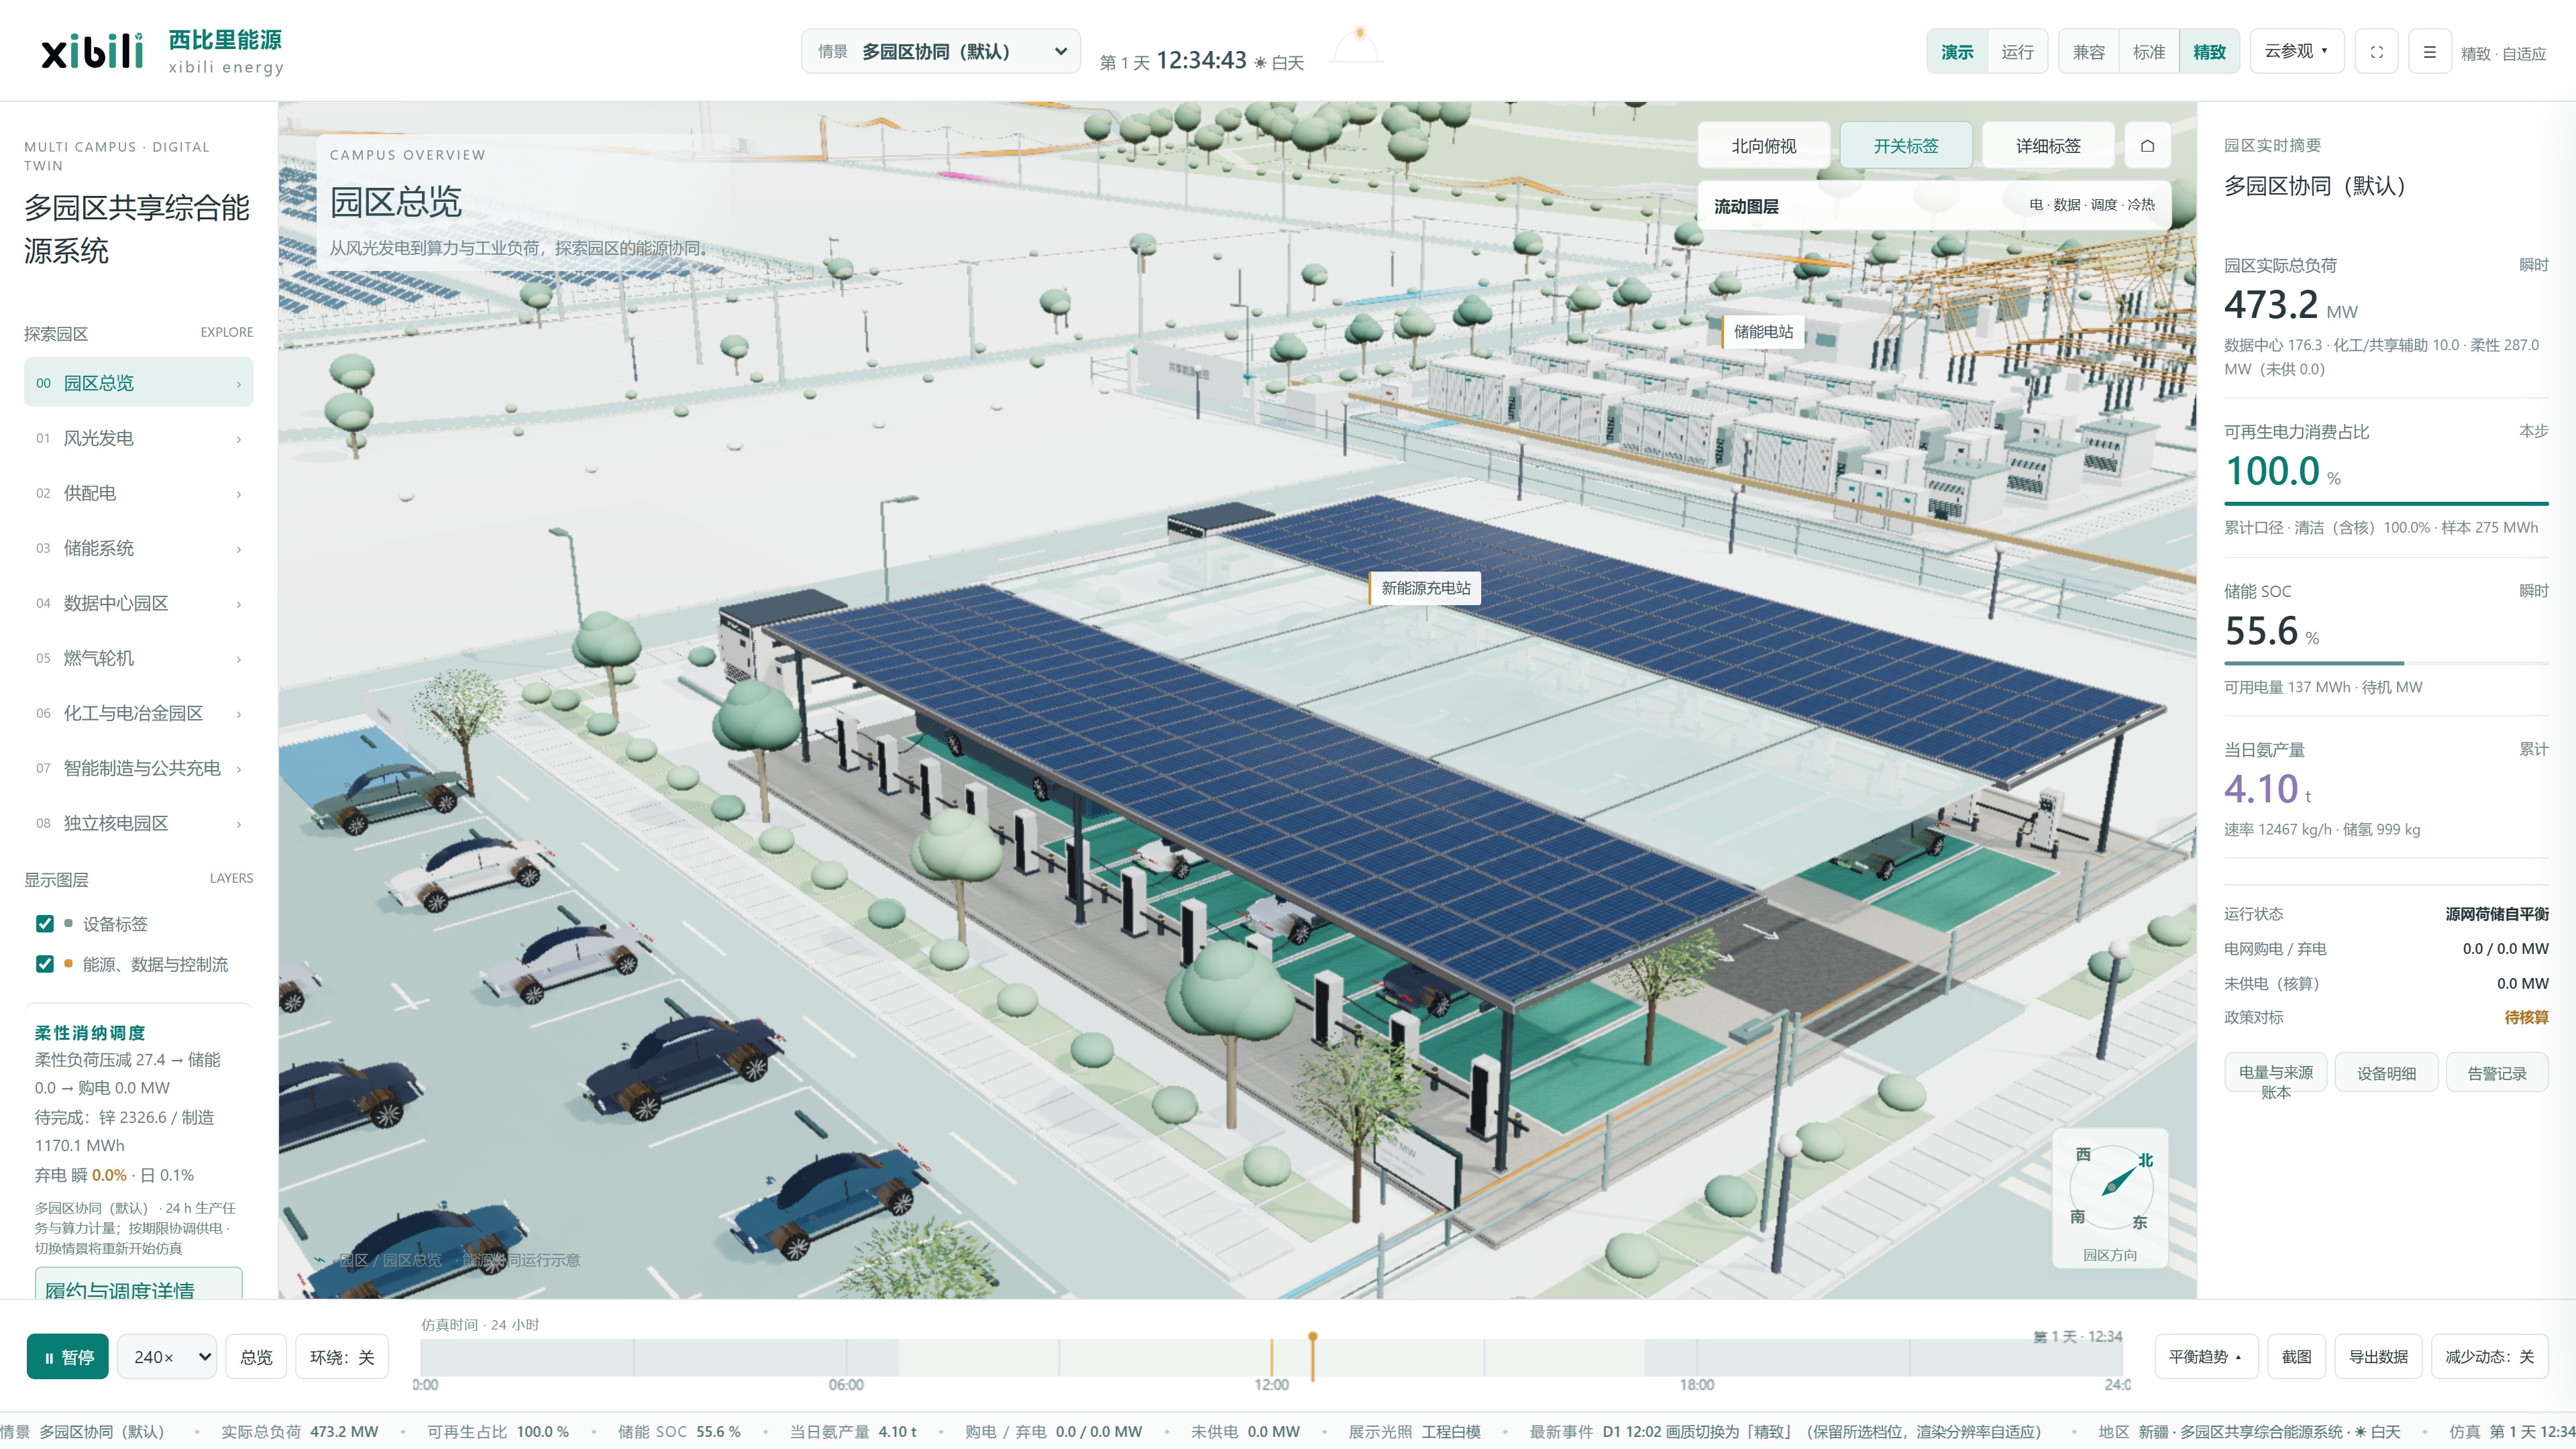 xibili 西比里能源
xibili energy
情景 多园区协同（默认）
第 1 天 12:34:43 ☀ 白天
演示 运行
兼容 标准 精致
云参观 ▾
精致 · 自适应
MULTI CAMPUS · DIGITAL
TWIN
多园区共享综合能
源系统
探索园区 EXPLORE
00 园区总览 ›
01 风光发电 ›
02 供配电 ›
03 储能系统 ›
04 数据中心园区 ›
05 燃气轮机 ›
06 化工与电冶金园区 ›
07 智能制造与公共充电 ›
08 独立核电园区 ›
显示图层 LAYERS
设备标签
能源、数据与控制流
柔性消纳调度
柔性负荷压减 27.4 → 储能
0.0 → 购电 0.0 MW
待完成：锌 2326.6 / 制造
1170.1 MWh
弃电 瞬 0.0% · 日 0.1%
多园区协同（默认） · 24 h 生产任
务与算力计量；按期限协调供电 ·
切换情景将重新开始仿真
履约与调度详情
CAMPUS OVERVIEW
园区总览
从风光发电到算力与工业负荷，探索园区的能源协同。
北向俯视 开关标签 详细标签
流动图层 电 · 数据 · 调度 · 冷热
储能电站
新能源充电站
园区 / 园区总览 · 能源协同运行示意
西 北
南 东
园区方向
园区实时摘要
多园区协同（默认）
园区实际总负荷 瞬时
473.2 MW
数据中心 176.3 · 化工/共享辅助 10.0 · 柔性 287.0
MW（未供 0.0）
可再生电力消费占比 本步
100.0 %
累计口径 · 清洁（含核）100.0% · 样本 275 MWh
储能 SOC 瞬时
55.6 %
可用电量 137 MWh · 待机 MW
当日氨产量 累计
4.10 t
速率 12467 kg/h · 储氢 999 kg
运行状态 源网荷储自平衡
电网购电 / 弃电 0.0 / 0.0 MW
未供电（核算） 0.0 MW
政策对标 待核算
电量与来源
账本
设备明细 告警记录
暂停 240× 总览 环绕：关
仿真时间 · 24 小时
第 1 天 · 12:34
0:00 06:00 12:00 18:00 24:0
平衡趋势 ▴ 截图 导出数据 减少动态：关
情景 多园区协同（默认） 实际总负荷 473.2 MW 可再生占比 100.0 % 储能 SOC 55.6 % 当日氨产量 4.10 t 购电 / 弃电 0.0 / 0.0 MW 未供电 0.0 MW 展示光照 工程白模 最新事件 D1 12:02 画质切换为「精致」（保留所选档位，渲染分辨率自适应） 地区 新疆 · 多园区共享综合能源系统 · ☀ 白天 仿真 第 1 天 12:34